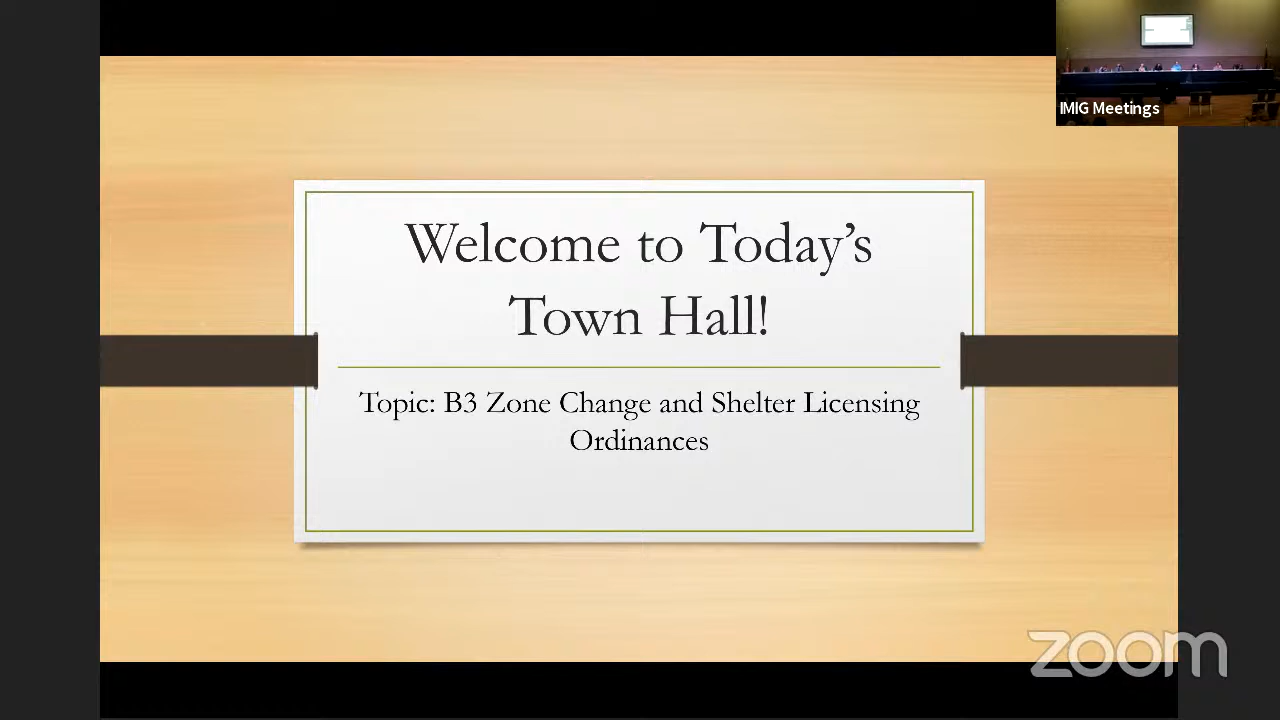 IMIG Meetings
Welcome to Today’s
Town Hall!
Topic: B3 Zone Change and Shelter Licensing
Ordinances
zoom